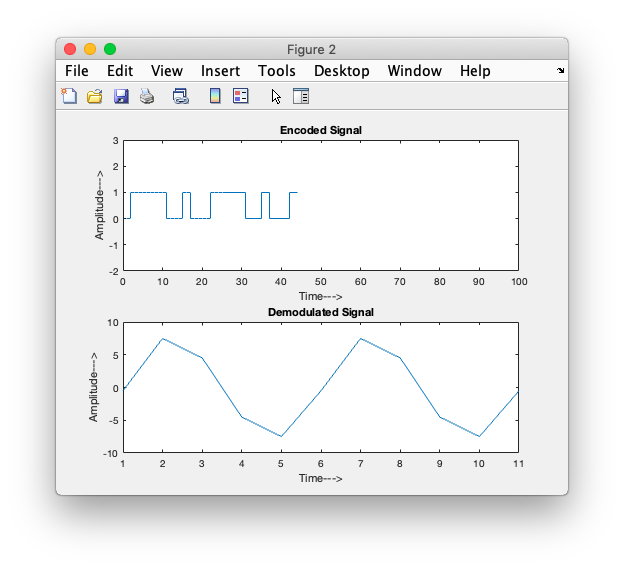 Figure 2
File Edit View Insert Tools Desktop Window Help
Encoded Signal
3
2
1
0
-1
-2
Amplitude--->
0 10 20 30 40 50 60 70 80 90 100
Time--->
Demodulated Signal
10
5
0
-5
-10
Amplitude--->
1 2 3 4 5 6 7 8 9 10 11
Time--->